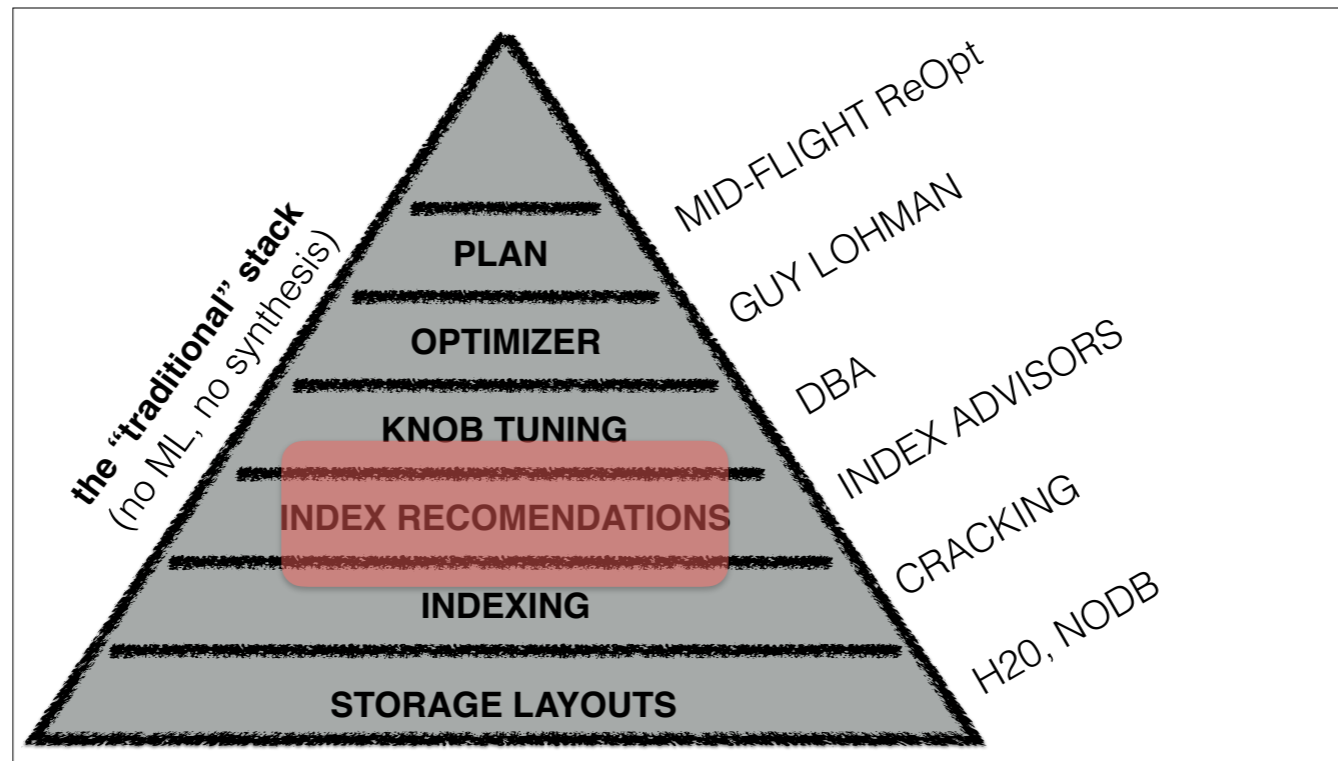 the “traditional” stack
(no ML, no synthesis)
PLAN
OPTIMIZER
KNOB TUNING
INDEX RECOMENDATIONS
INDEXING
STORAGE LAYOUTS
MID-FLIGHT ReOpt
GUY LOHMAN
DBA
INDEX ADVISORS
CRACKING
H20, NODB